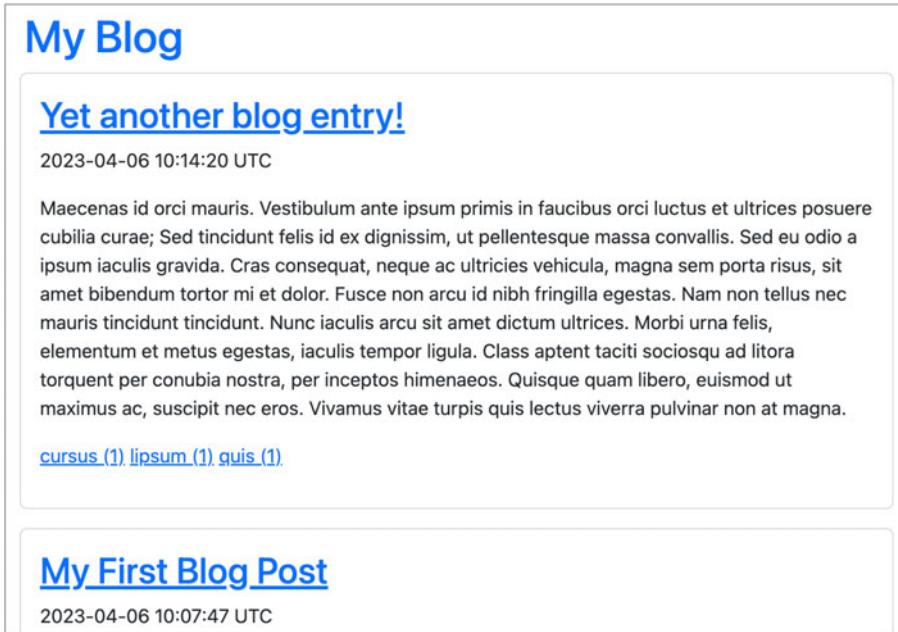 My Blog
Yet another blog entry!
2023-04-06 10:14:20 UTC
Maecenas id orci mauris. Vestibulum ante ipsum primis in faucibus orci luctus et ultrices posuere
cubilia curae; Sed tincidunt felis id ex dignissim, ut pellentesque massa convallis. Sed eu odio a
ipsum iaculis gravida. Cras consequat, neque ac ultricies vehicula, magna sem porta risus, sit
amet bibendum tortor mi et dolor. Fusce non arcu id nibh fringilla egestas. Nam non tellus nec
mauris tincidunt tincidunt. Nunc iaculis arcu sit amet dictum ultrices. Morbi urna felis,
elementum et metus egestas, iaculis tempor ligula. Class aptent taciti sociosqu ad litora
torquent per conubia nostra, per inceptos himenaeos. Quisque quam libero, euismod ut
maximus ac, suscipit nec eros. Vivamus vitae turpis quis lectus viverra pulvinar non at magna.
cursus (1) lipsum (1) quis (1)
My First Blog Post
2023-04-06 10:07:47 UTC